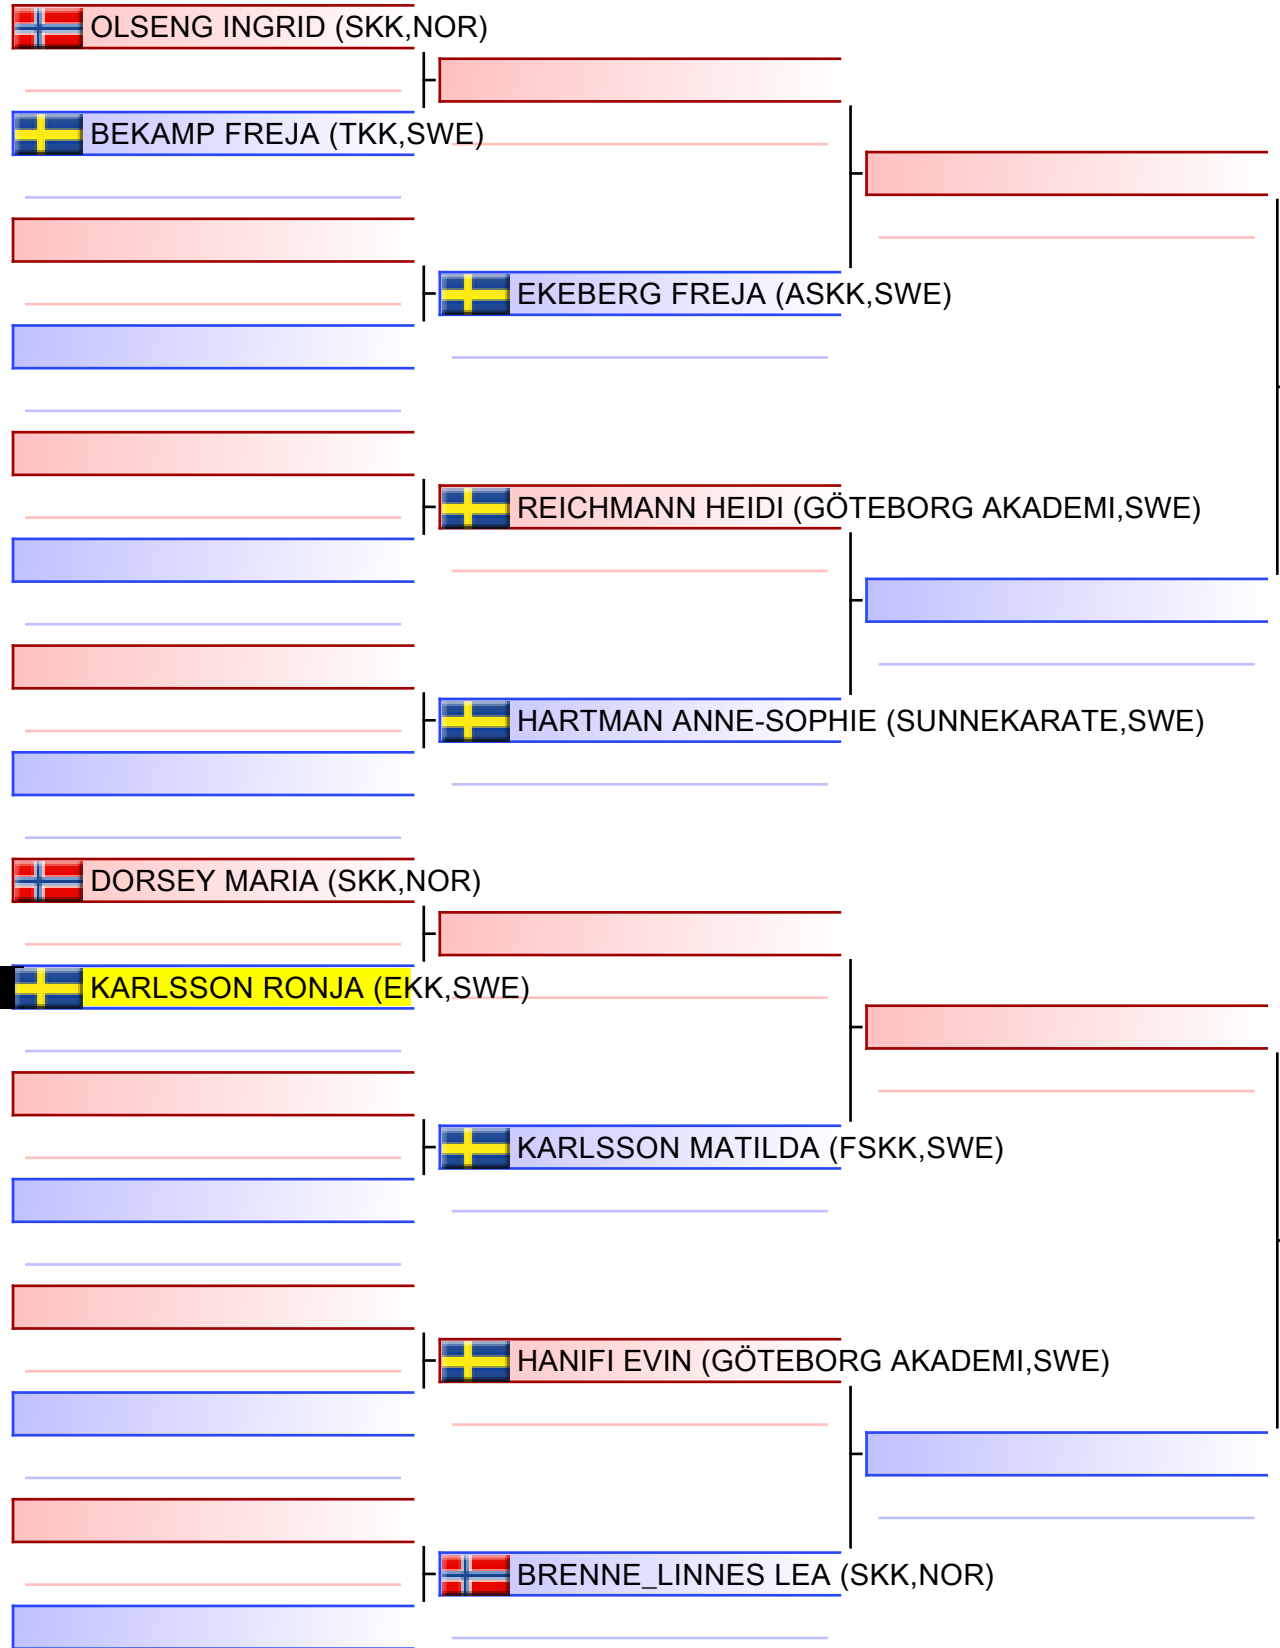 OLSENG INGRID (SKK,NOR)
BEKAMP FREJA (TKK,SWE)
EKEBERG FREJA (ASKK,SWE)
REICHMANN HEIDI (GÖTEBORG AKADEMI,SWE)
HARTMAN ANNE-SOPHIE (SUNNEKARATE,SWE)
DORSEY MARIA (SKK,NOR)
KARLSSON RONJA (EKK,SWE)
KARLSSON MATILDA (FSKK,SWE)
HANIFI EVIN (GÖTEBORG AKADEMI,SWE)
BRENNE_LINNES LEA (SKK,NOR)